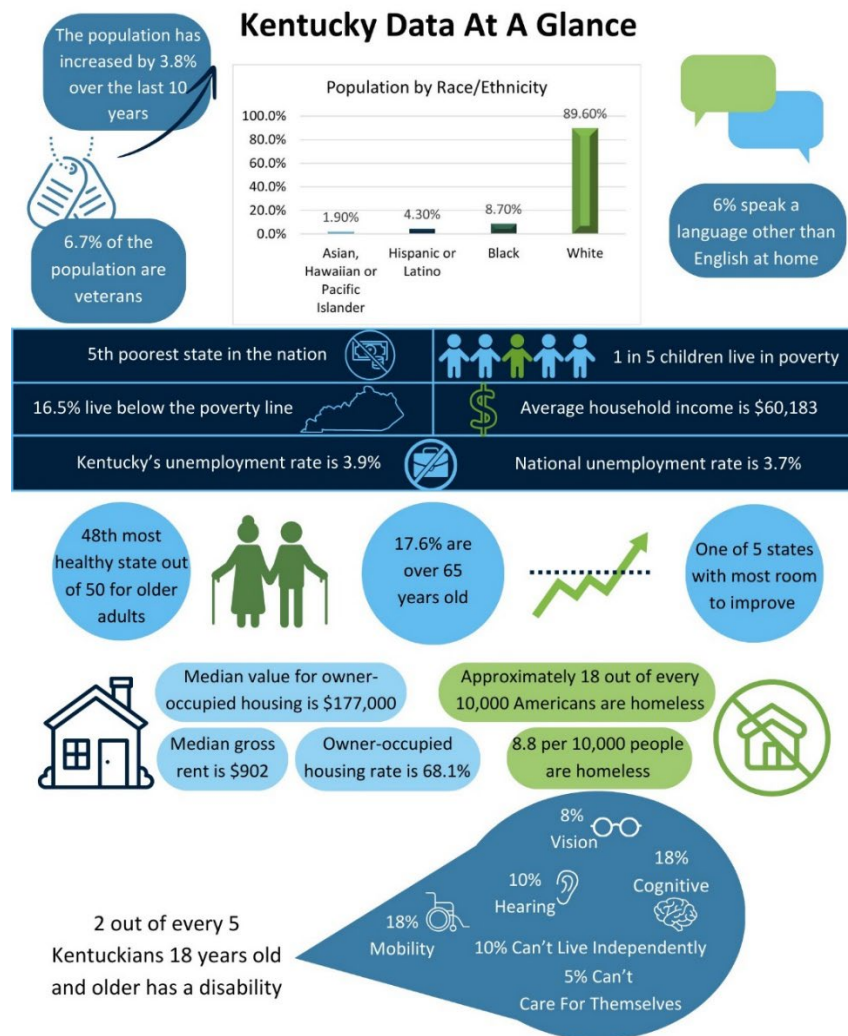 Kentucky Data At A Glance
The population has
increased by 3.8%
over the last 10
years
6.7% of the
population are
veterans
Population by Race/Ethnicity
100.0%
80.0%
60.0%
40.0%
20.0%
0.0%
1.90%
4.30%
8.70%
89.60%
Asian,
Hawaiian or
Pacific
Islander
Hispanic or
Latino
Black
White
6% speak a
language other than
English at home
5th poorest state in the nation
1 in 5 children live in poverty
16.5% live below the poverty line
$
Average household income is $60,183
Kentucky's unemployment rate is 3.9%
National unemployment rate is 3.7%
48th most
healthy state out
of 50 for older
adults
17.6% are
over 65
years old
One of 5 states
with most room
to improve
Median value for owner-
occupied housing is $177,000
Median gross
rent is $902
Owner-occupied
housing rate is 68.1%
Approximately 18 out of every
10,000 Americans are homeless
8.8 per 10,000 people
are homeless
2 out of every 5
Kentuckians 18 years old
and older has a disability
8%
Vision
18%
Cognitive
10%
Hearing
18%
Mobility
10% Can't Live Independently
5% Can't
Care For Themselves